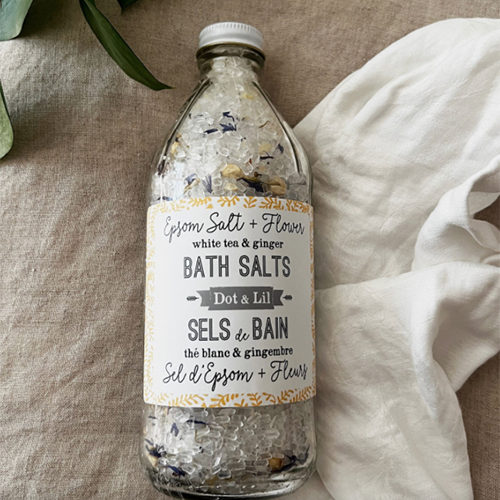 Epsom Salt + Flower
white tea & ginger
BATH SALTS
Dot & Lil
SELS de BAIN
thé blanc & gingembre
Sel d'Epsom + Fleurs